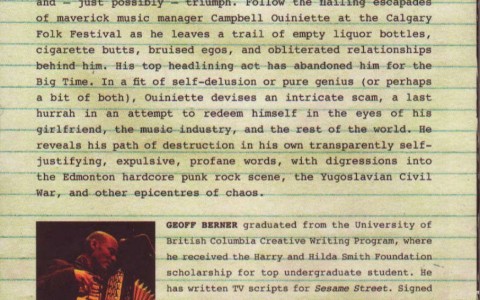 and — just possibly — triumph. Follow the flailing escapades
of maverick music manager Campbell Ouiniette at the Calgary
Folk Festival as he leaves a trail of empty liquor bottles,
cigarette butts, bruised egos, and obliterated relationships
behind him. His top headlining act has abandoned him for the
Big Time. In a fit of self-delusion or pure genius (or perhaps
a bit of both), Ouiniette devises an intricate scam, a last
hurrah in an attempt to redeem himself in the eyes of his
girlfriend, the music industry, and the rest of the world. He
reveals his path of destruction in his own transparently self-
justifying, explosive, profane words, with digressions into
the Edmonton hardcore punk rock scene, the Yugoslavian Civil
War, and other epicentres of chaos.
GEOFF BERNER graduated from the University of
British Columbia Creative Writing Program, where
he received the Harry and Hilda Smith Foundation
scholarship for top undergraduate student. He
has written TV scripts for Sesame Street. Signed